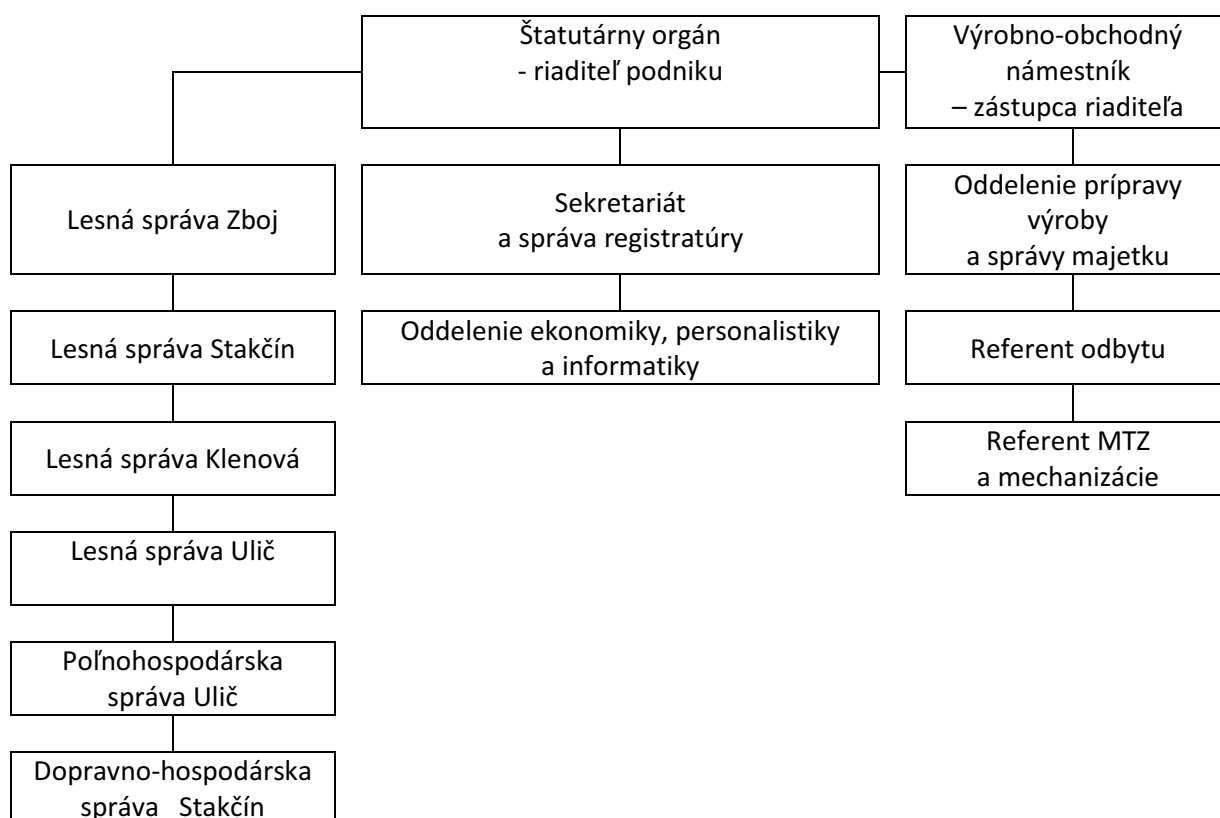 Štatutárny orgán
- riaditeľ podniku
Výrobno-obchodný
námestník
– zástupca riaditeľa
Lesná správa Zboj
Sekretariát
a správa registratúry
Oddelenie prípravy
výroby
a správy majetku
Lesná správa Stakčín
Oddelenie ekonomiky, personalistiky
a informatiky
Referent odbytu
Lesná správa Klenová
Referent MTZ
a mechanizácie
Lesná správa Ulič
Poľnohospodárska
správa Ulič
Dopravno-hospodárska
správa   Stakčín